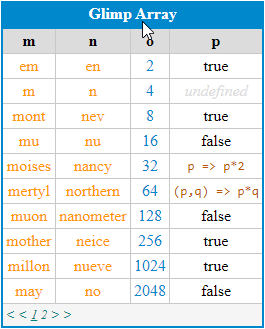 Glimp Array
m n o p
em en 2 true
m n 4 undefined
mont nev 8 true
mu nu 16 false
moises nancy 32 p => p*2
mertyl northern 64 (p,q) => p*q
muon nanometer 128 false
mother neice 256 true
millon nueve 1024 true
may no 2048 false
< < 1 2 > >